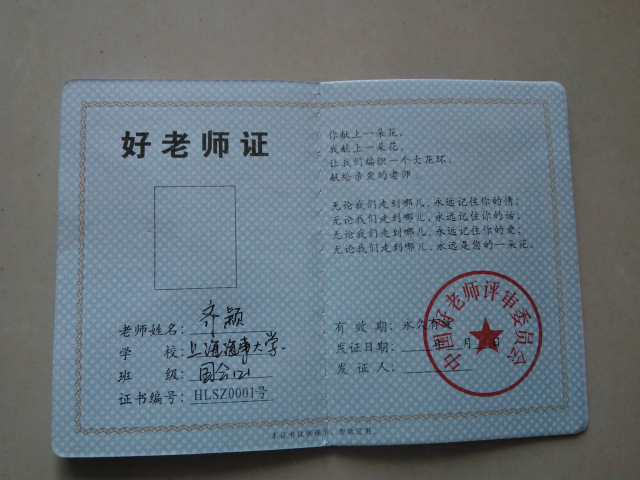 好老师证
老师姓名：齐颖
学 校：上海海事大学
班 级：国会121
证书编号：HLSZ0001号
你献上一朵花，
我献上一朵花，
让我们编织一个大花环，
献给亲爱的老师。
无论我们走到哪儿，永远记住你的情；
无论我们走到哪儿，永远记住你的话；
无论我们走到哪儿，永远记住你的爱；
无论我们走到哪儿，永远是您的一朵花。
有 效 期：永久有效
发证日期： 年 月 日
发 证 人：
中国好老师评审委员会